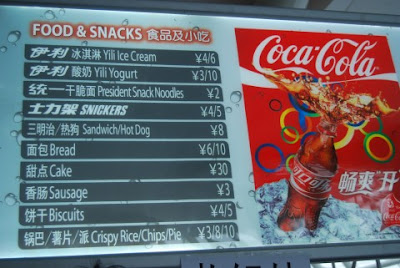 FOOD & SNACKS 食品及小吃
伊利 冰淇淋 Yili Ice Cream ¥4/6
伊利 酸奶 Yili Yogurt ¥3/10
统一 干脆面 President Snack Noodles ¥2
士力架 SNICKERS ¥4/5
三明治/热狗 Sandwich/Hot Dog ¥8
面包 Bread ¥6/10
甜点 Cake ¥30
香肠 Sausage ¥3
饼干 Biscuits ¥4/5
锅巴/薯片/派 Crispy Rice/Chips/Pie ¥3/8/10
Coca-Cola
可口可乐
畅爽“开